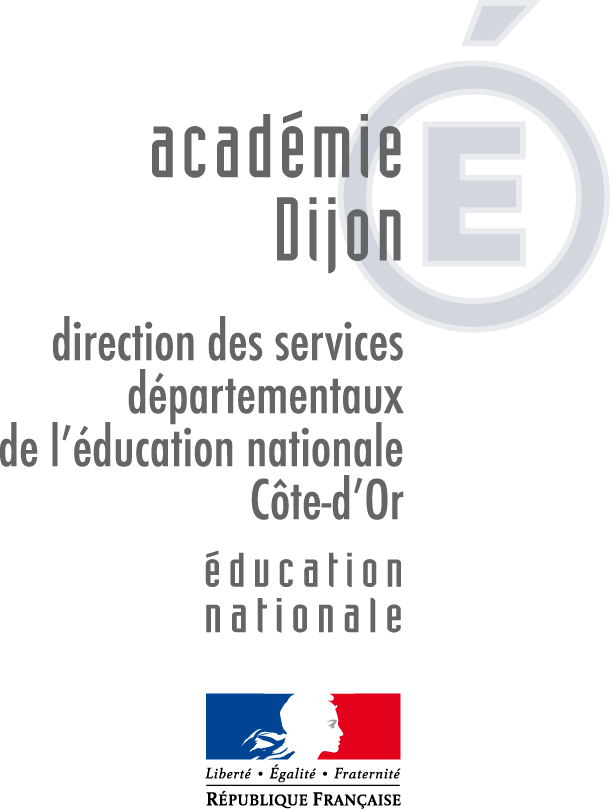 É
académie
Dijon
direction des services
départementaux
de l’éducation nationale
Côte-d’Or
éducation
nationale
Liberté • Égalité • Fraternité
RÉPUBLIQUE FRANÇAISE